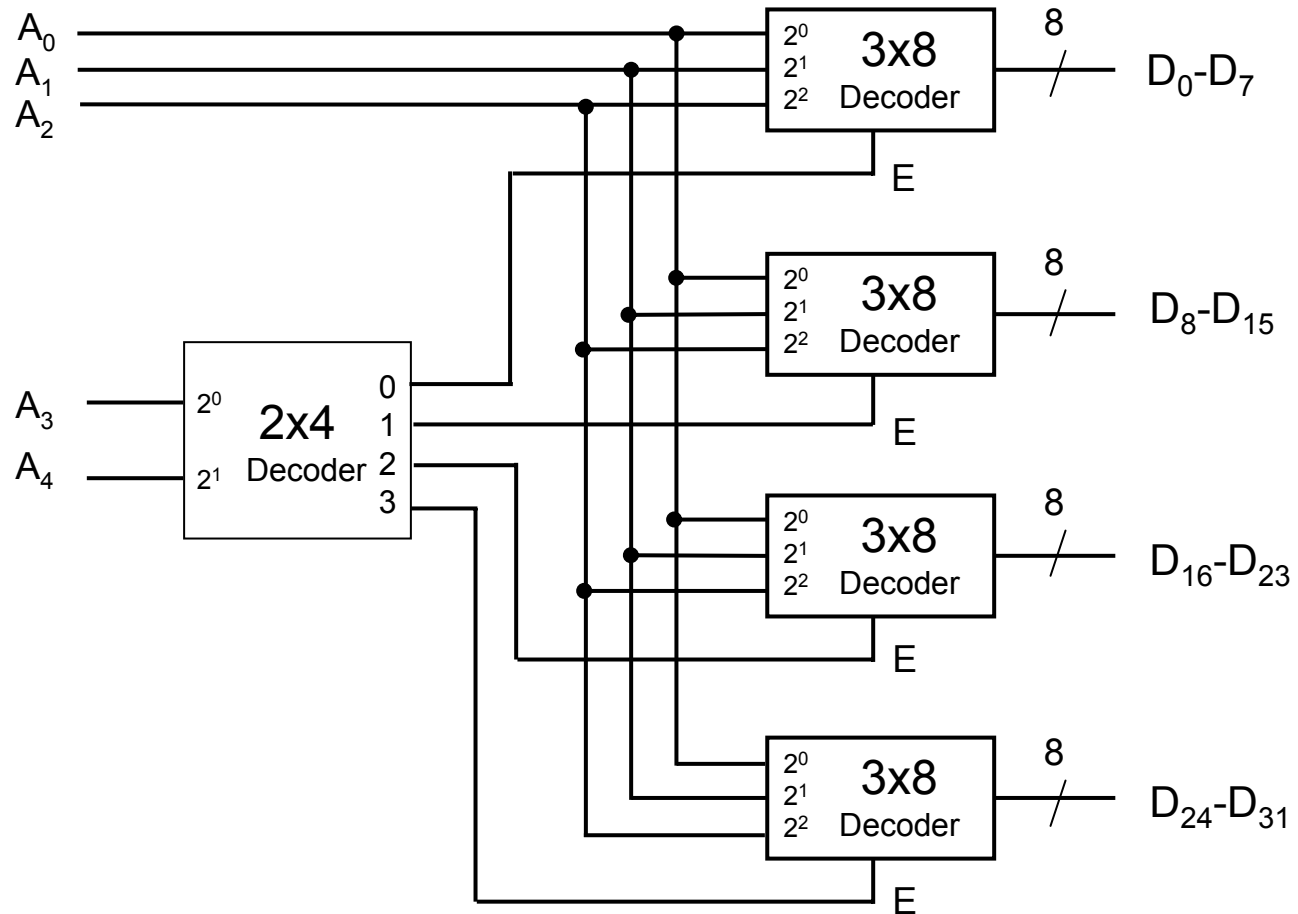 A₀
A₁
A₂
2⁰
2¹
2²
3x8
Decoder
8
D₀-D₇
E
2⁰
2¹
2²
3x8
Decoder
8
D₈-D₁₅
E
A₃
A₄
2⁰
2¹
2x4
Decoder
0
1
2
3
2⁰
2¹
2²
3x8
Decoder
8
D₁₆-D₂₃
E
2⁰
2¹
2²
3x8
Decoder
8
D₂₄-D₃₁
E